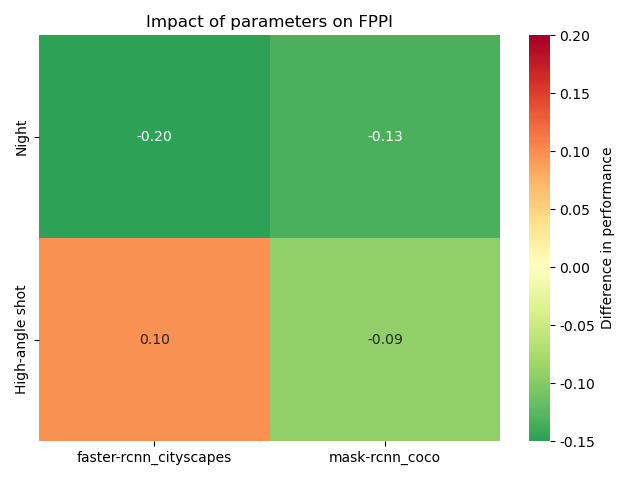 Impact of parameters on FPPI
Night
-0.20
-0.13
High-angle shot
0.10
-0.09
faster-rcnn_cityscapes
mask-rcnn_coco
0.20
0.15
0.10
0.05
0.00
-0.05
-0.10
-0.15
Difference in performance